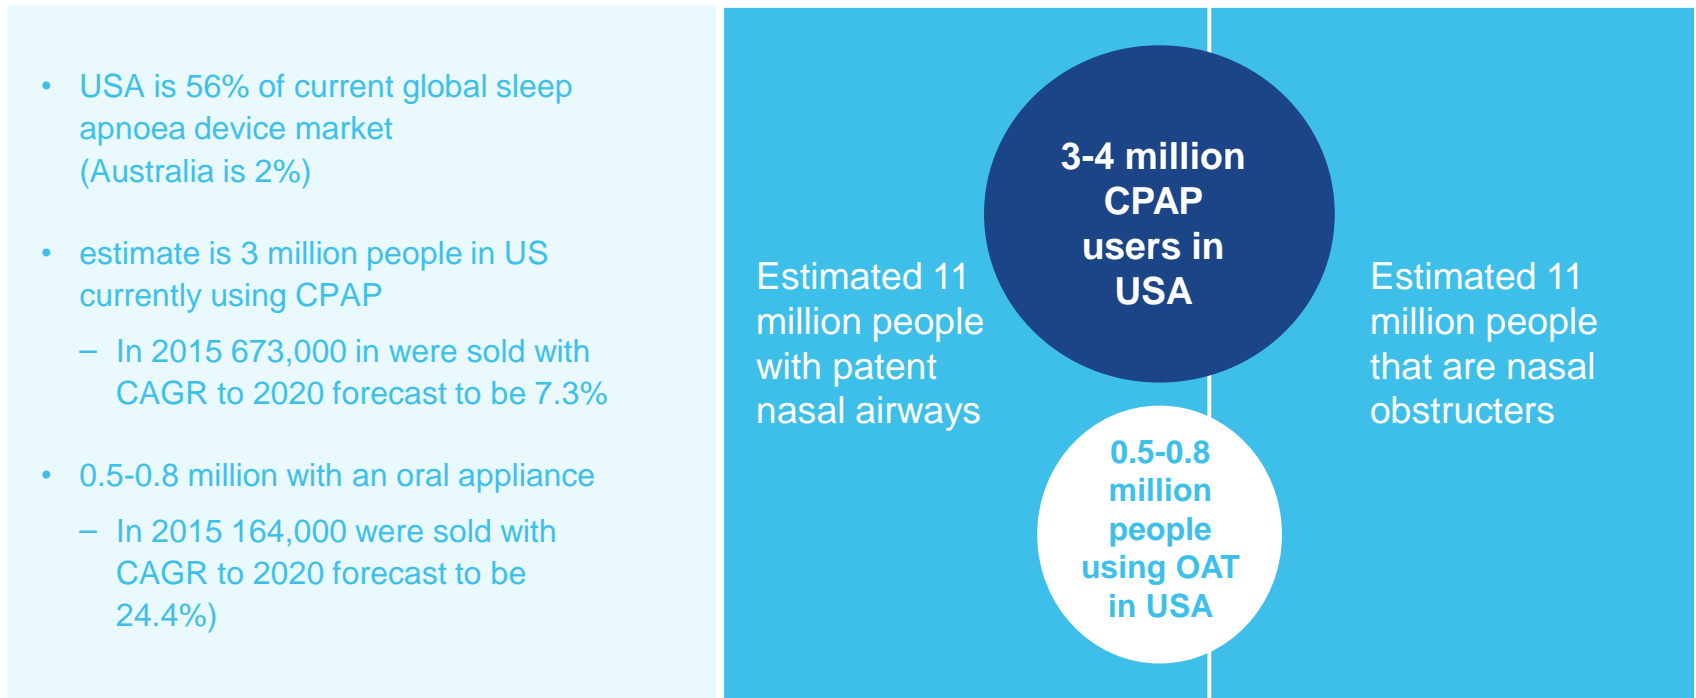 • USA is 56% of current global sleep
apnoea device market
(Australia is 2%)
• estimate is 3 million people in US
currently using CPAP
– In 2015 673,000 in were sold with
CAGR to 2020 forecast to be 7.3%
• 0.5-0.8 million with an oral appliance
– In 2015 164,000 were sold with
CAGR to 2020 forecast to be
24.4%)
Estimated 11
million people
with patent
nasal airways
3-4 million
CPAP
users in
USA
0.5-0.8
million
people
using OAT
in USA
Estimated 11
million people
that are nasal
obstructers